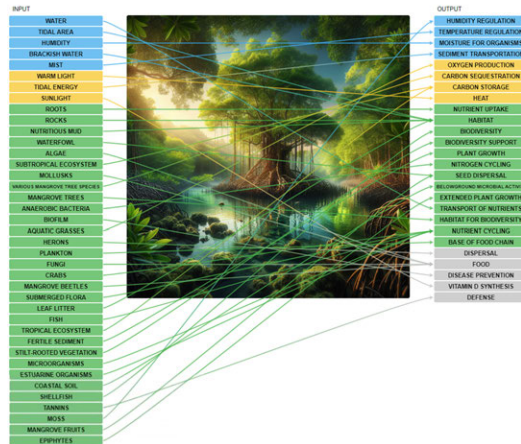 INPUT
WATER
TIDAL AREA
HUMIDITY
BRACKISH WATER
MIST
WARM LIGHT
TIDAL ENERGY
SUNLIGHT
ROOTS
ROCKS
NUTRITIOUS MUD
WATERFOWL
ALGAE
SUBTROPICAL ECOSYSTEM
MOLLUSKS
VARIOUS MANGROVE TREE SPECIES
MANGROVE TREES
ANAEROBIC BACTERIA
BIOFILM
AQUATIC GRASSES
HERONS
PLANKTON
FUNGI
CRABS
MANGROVE BEETLES
SUBMERGED FLORA
LEAF LITTER
FISH
TROPICAL ECOSYSTEM
FERTILE SEDIMENT
STILT-ROOTED VEGETATION
MICROORGANISMS
ESTUARINE ORGANISMS
COASTAL SOIL
SHELLFISH
TANNINS
MOSS
MANGROVE FRUITS
EPIPHYTES
OUTPUT
HUMIDITY REGULATION
TEMPERATURE REGULATION
MOISTURE FOR ORGANISMS
SEDIMENT TRANSPORTATION
OXYGEN PRODUCTION
CARBON SEQUESTRATION
CARBON STORAGE
HEAT
NUTRIENT UPTAKE
HABITAT
BIODIVERSITY
BIODIVERSITY SUPPORT
PLANT GROWTH
NITROGEN CYCLING
SEED DISPERSAL
BELOWGROUND MICROBIAL ACTIVITY
EXTENDED PLANT GROWTH
TRANSPORT OF NUTRIENTS
HABITAT FOR BIODIVERSITY
NUTRIENT CYCLING
BASE OF FOOD CHAIN
DISPERSAL
FOOD
DISEASE PREVENTION
VITAMIN D SYNTHESIS
DEFENSE